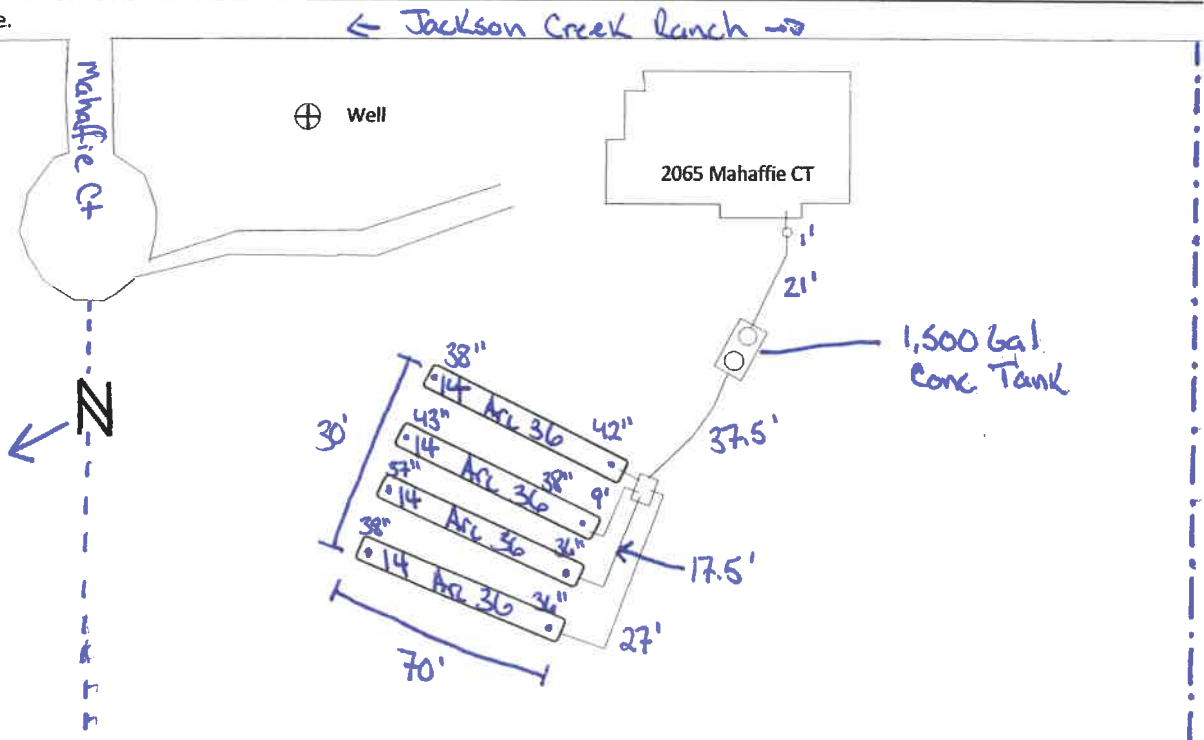 e.
← Jackson Creek Ranch →
Mahaffie Ct
Well
2065 Mahaffie CT
1'
21'
1,500 Gal
Conc Tank
37.5'
N
30'
38"
14 Arc 36
42"
43"
14 Arc 36
38"
9'
57"
14 Arc 36
36"
17.5'
38"
14 Arc 36
36"
27'
70'